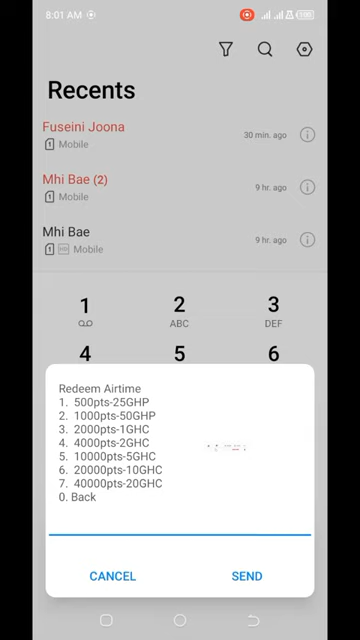 8:01 AM
Recents
Fuseini Joona
Mobile
30 min. ago
Mhi Bae (2)
Mobile
9 hr. ago
Mhi Bae
Mobile
9 hr. ago
1 2 3
ABC DEF
4 5 6
Redeem Airtime
1. 500pts-25GHP
2. 1000pts-50GHP
3. 2000pts-1GHC
4. 4000pts-2GHC
5. 10000pts-5GHC
6. 20000pts-10GHC
7. 40000pts-20GHC
0. Back
CANCEL SEND